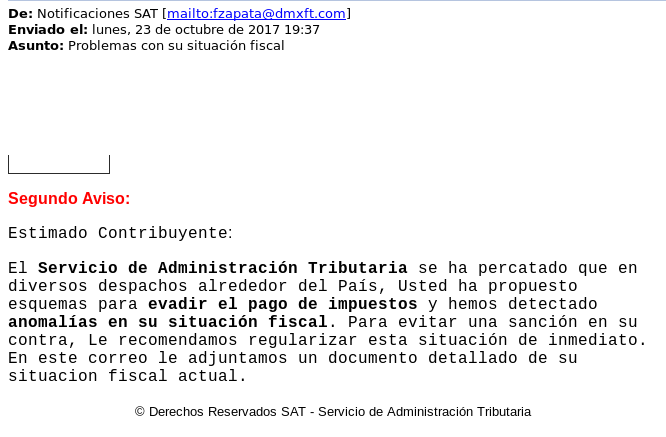 De: Notificaciones SAT [mailto:fzapata@dmxft.com]
Enviado el: lunes, 23 de octubre de 2017 19:37
Asunto: Problemas con su situación fiscal
Segundo Aviso:
Estimado Contribuyente:
El Servicio de Administración Tributaria se ha percatado que en
diversos despachos alrededor del País, Usted ha propuesto
esquemas para evadir el pago de impuestos y hemos detectado
anomalías en su situación fiscal. Para evitar una sanción en su
contra, Le recomendamos regularizar esta situación de inmediato.
En este correo le adjuntamos un documento detallado de su
situacion fiscal actual.
© Derechos Reservados SAT - Servicio de Administración Tributaria